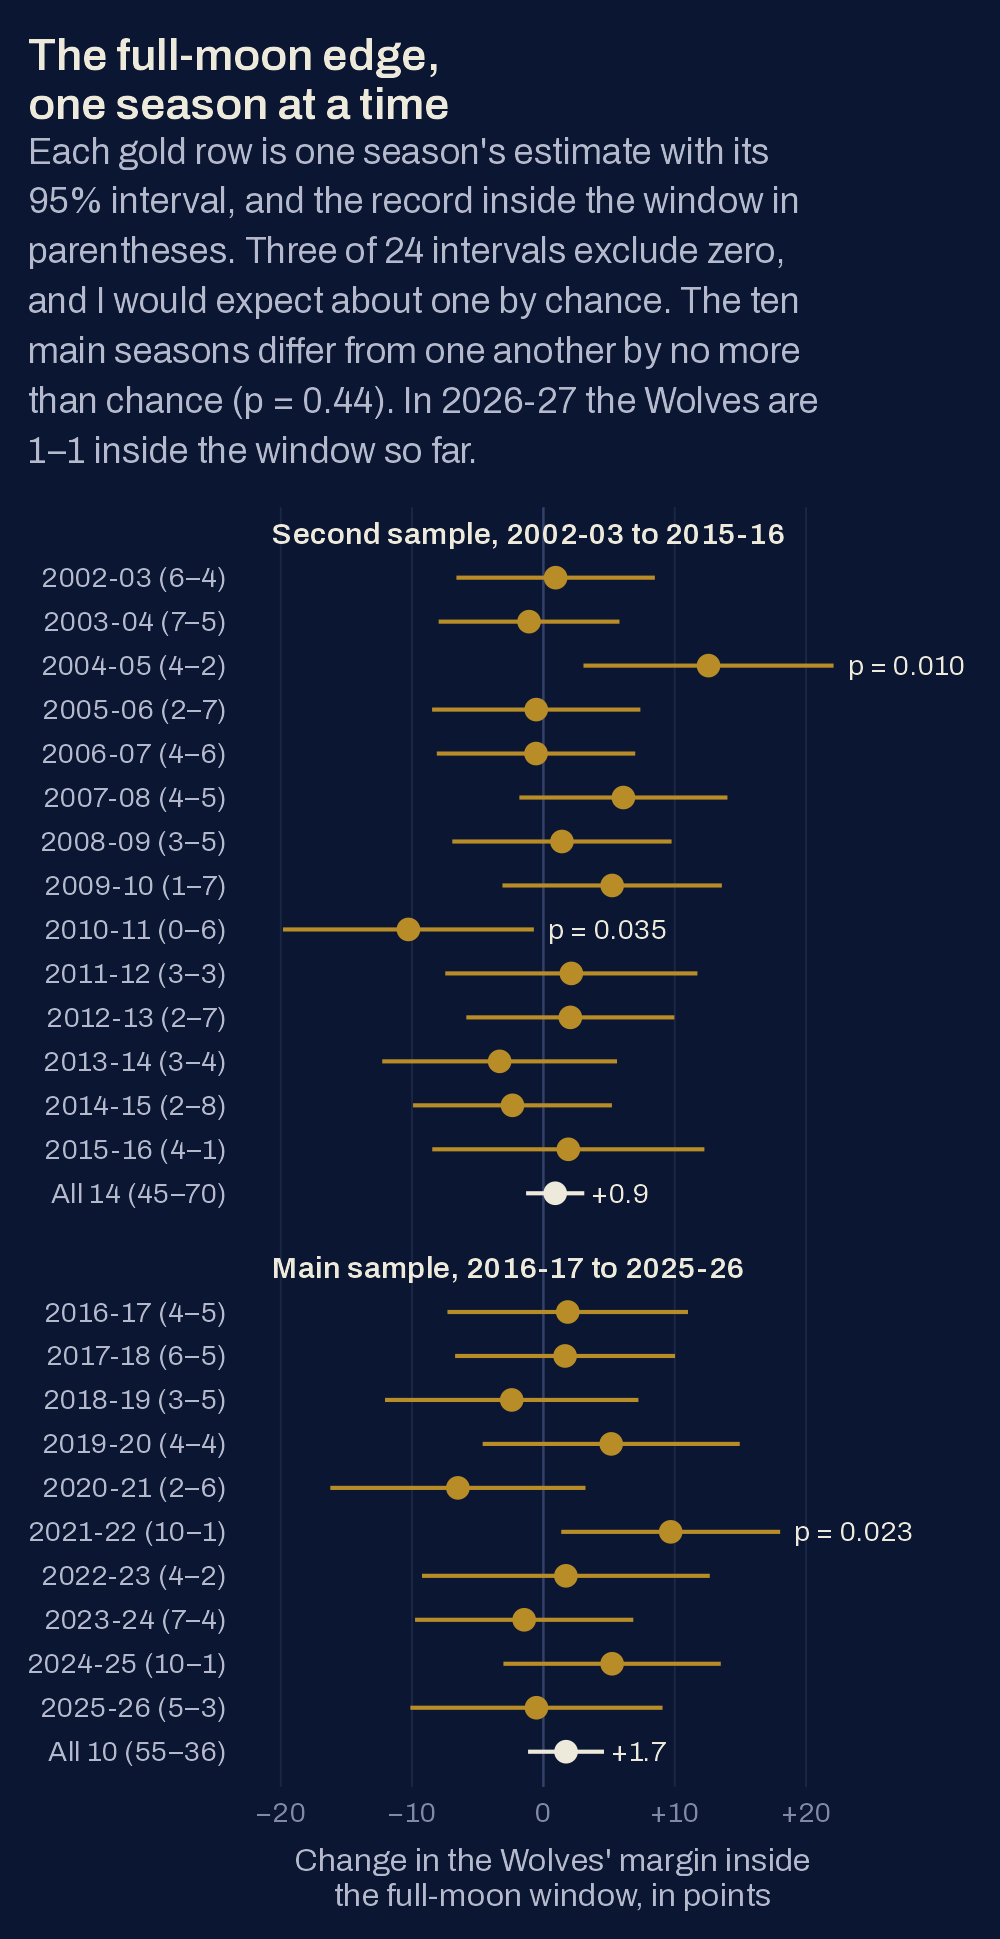 The full-moon edge,
one season at a time
Each gold row is one season's estimate with its
95% interval, and the record inside the window in
parentheses. Three of 24 intervals exclude zero,
and I would expect about one by chance. The ten
main seasons differ from one another by no more
than chance (p = 0.44). In 2026-27 the Wolves are
1–1 inside the window so far.
Second sample, 2002-03 to 2015-16
2002-03 (6–4)
2003-04 (7–5)
2004-05 (4–2) p = 0.010
2005-06 (2–7)
2006-07 (4–6)
2007-08 (4–5)
2008-09 (3–5)
2009-10 (1–7)
2010-11 (0–6) p = 0.035
2011-12 (3–3)
2012-13 (2–7)
2013-14 (3–4)
2014-15 (2–8)
2015-16 (4–1)
All 14 (45–70) +0.9
Main sample, 2016-17 to 2025-26
2016-17 (4–5)
2017-18 (6–5)
2018-19 (3–5)
2019-20 (4–4)
2020-21 (2–6)
2021-22 (10–1) p = 0.023
2022-23 (4–2)
2023-24 (7–4)
2024-25 (10–1)
2025-26 (5–3)
All 10 (55–36) +1.7
−20 −10 0 +10 +20
Change in the Wolves' margin inside
the full-moon window, in points